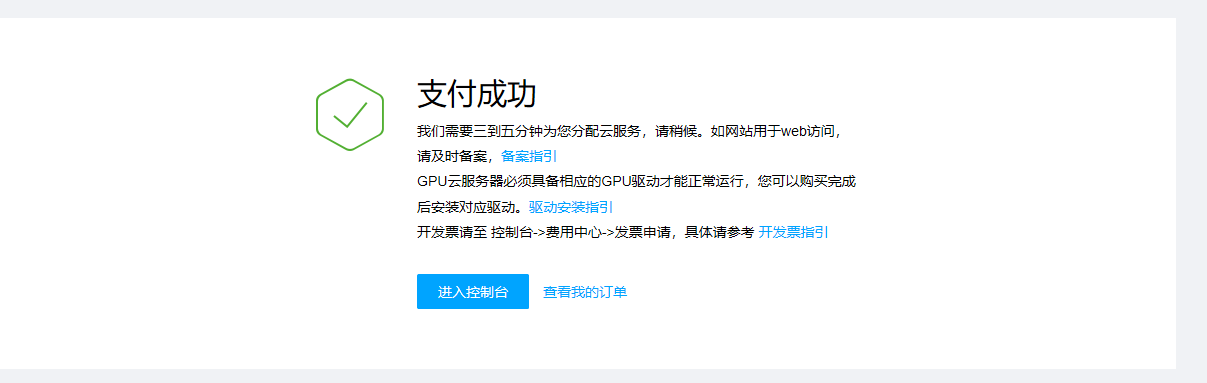 支付成功
我们需要三到五分钟为您分配云服务，请稍候。如网站用于web访问，
请及时备案，备案指引
GPU云服务器必须具备相应的GPU驱动才能正常运行，您可以购买完成
后安装对应驱动。驱动安装指引
开发票请至 控制台->费用中心->发票申请，具体请参考 开发票指引
进入控制台 查看我的订单